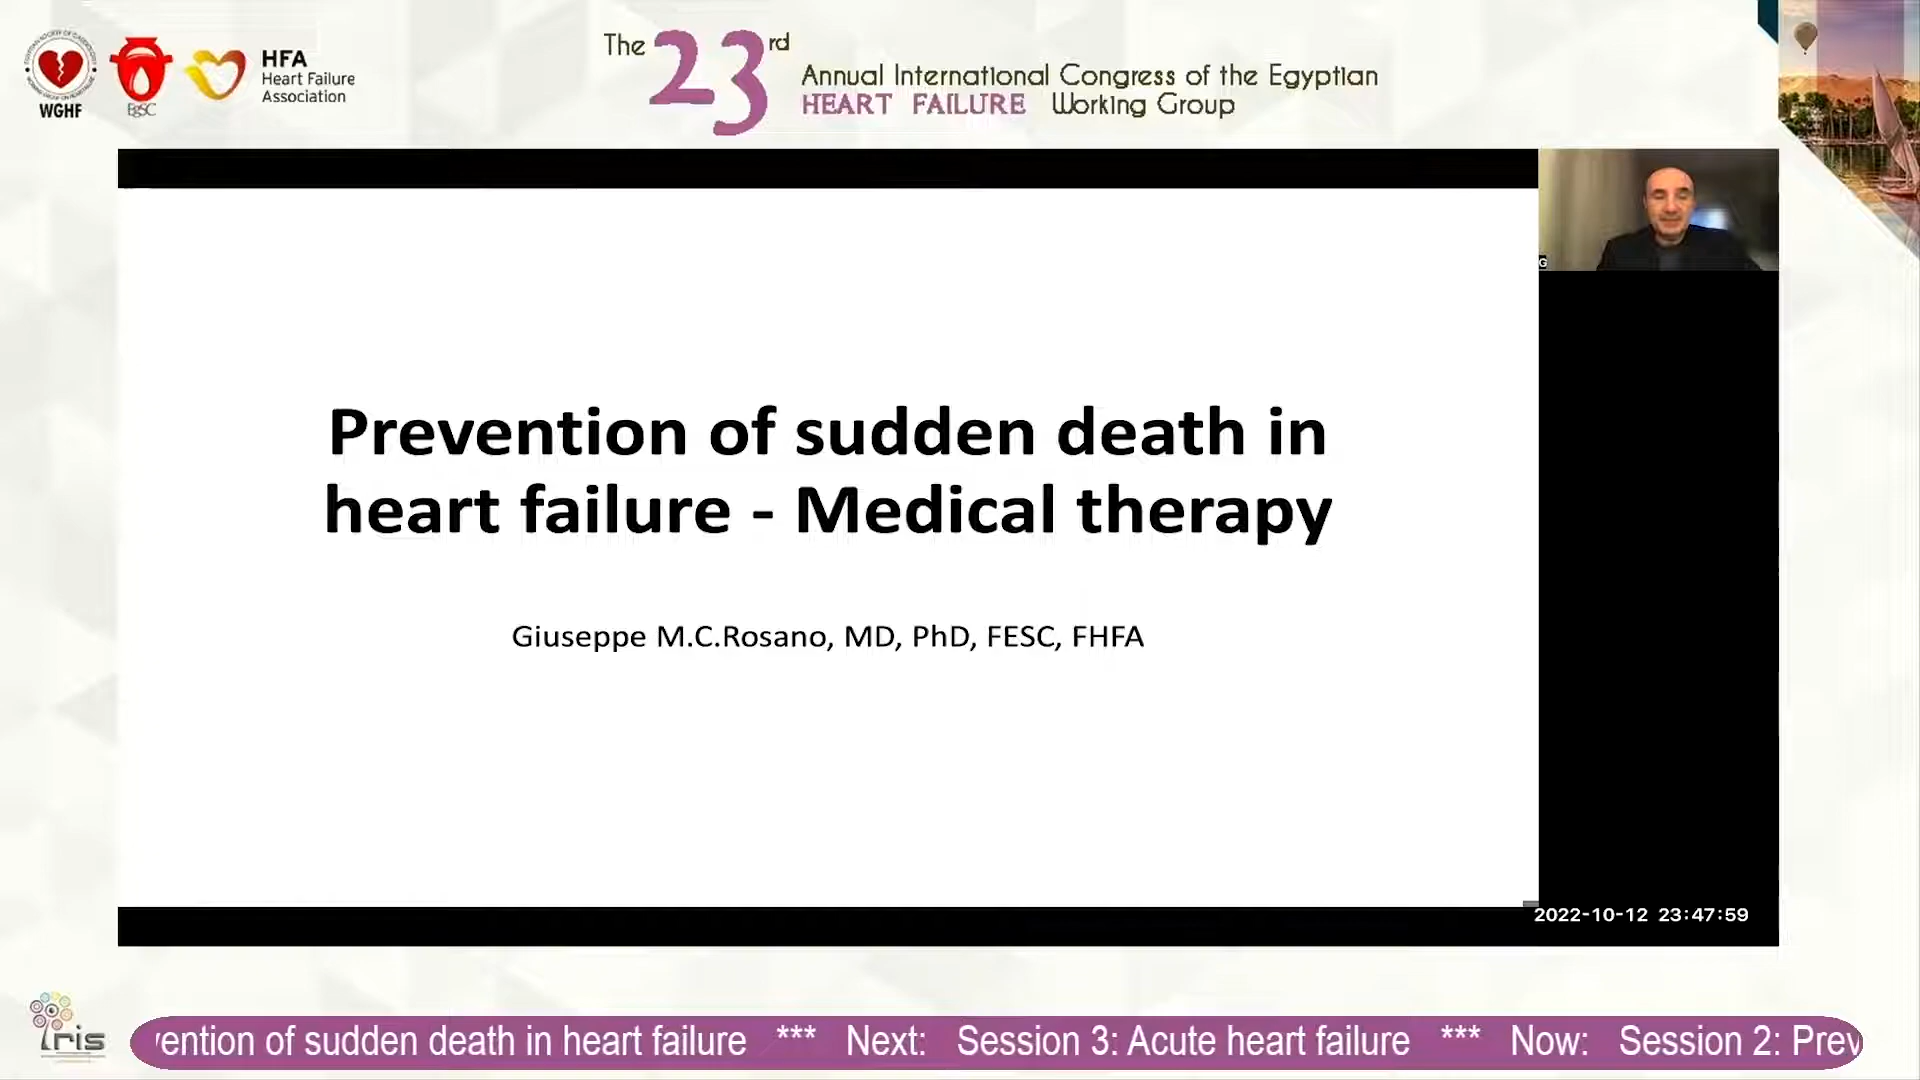 WGHF
EgSC
HFA
Heart Failure
Association
The 23rd
Annual International Congress of the Egyptian
HEART FAILURE Working Group
Prevention of sudden death in
heart failure - Medical therapy
Giuseppe M.C.Rosano, MD, PhD, FESC, FHFA
G
2022-10-12 23:47:59
Iris
vention of sudden death in heart failure *** Next: Session 3: Acute heart failure *** Now: Session 2: Prev